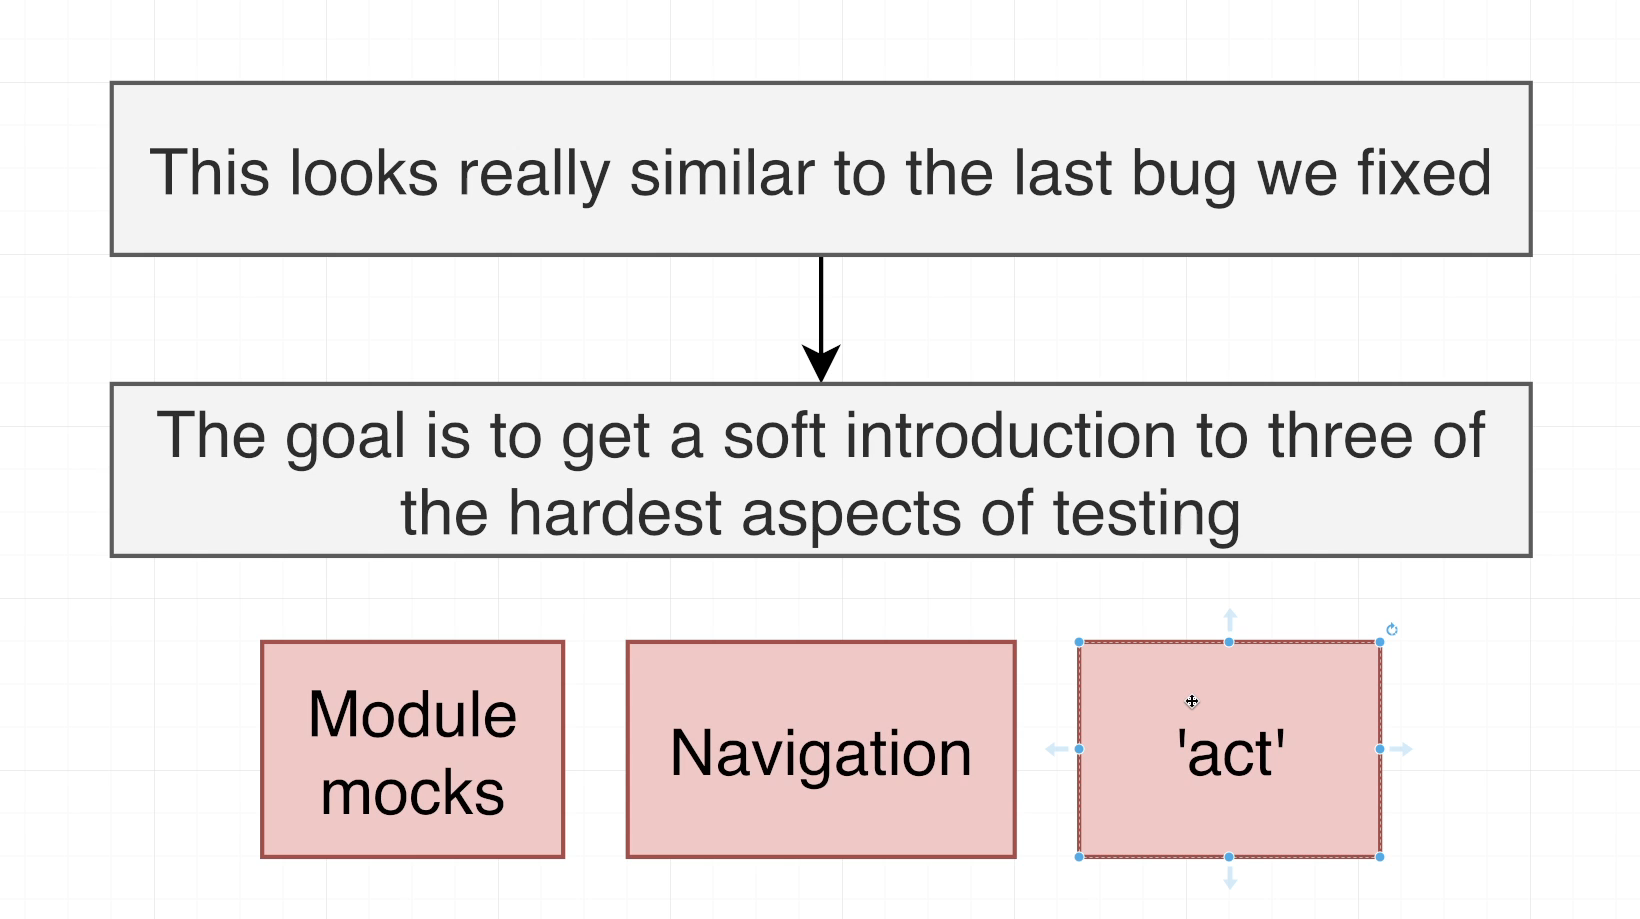 This looks really similar to the last bug we fixed
The goal is to get a soft introduction to three of
the hardest aspects of testing
Module
mocks
Navigation
'act'